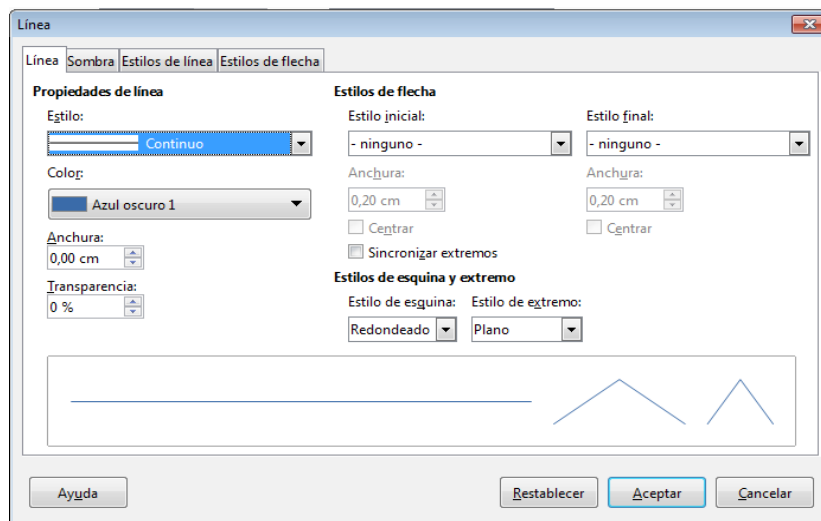 Línea
Línea Sombra Estilos de línea Estilos de flecha
Propiedades de línea
Estilo:
Continuo
Color:
Azul oscuro 1
Anchura:
0,00 cm
Transparencia:
0 %
Estilos de flecha
Estilo inicial:
- ninguno -
Anchura:
0,20 cm
Centrar
Sincronizar extremos
Estilo final:
- ninguno -
Anchura:
0,20 cm
Centrar
Estilos de esquina y extremo
Estilo de esquina: Estilo de extremo:
Redondeado Plano
Ayuda Restablecer Aceptar Cancelar